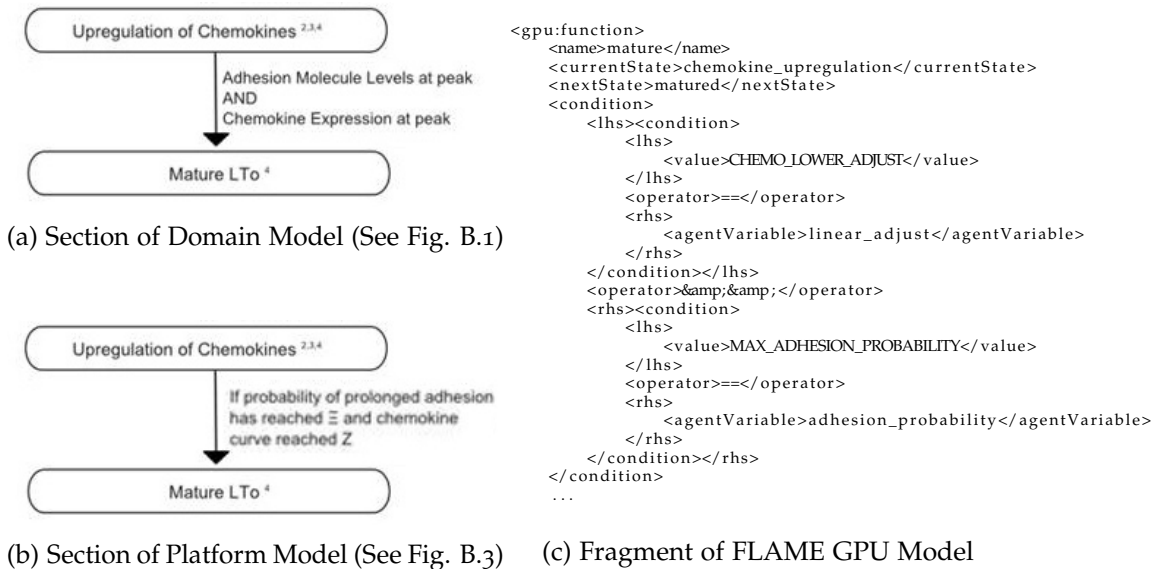 Upregulation of Chemokines 2,3,4
Adhesion Molecule Levels at peak
AND
Chemokine Expression at peak
Mature LTo 4
(a) Section of Domain Model (See Fig. B.1)
Upregulation of Chemokines 2,3,4
If probability of prolonged adhesion
has reached Ξ and chemokine
curve reached Z
Mature LTo 4
(b) Section of Platform Model (See Fig. B.3)
<gpu:function>
<name>mature</name>
<currentState>chemokine_upregulation</currentState>
<nextState>matured</nextState>
<condition>
<lhs><condition>
<lhs>
<value>CHEMO_LOWER_ADJUST</value>
</lhs>
<operator>==</operator>
<rhs>
<agentVariable>linear_adjust</agentVariable>
</rhs>
</condition></lhs>
<operator>&amp;&amp;</operator>
<rhs><condition>
<lhs>
<value>MAX_ADHESION_PROBABILITY</value>
</lhs>
<operator>==</operator>
<rhs>
<agentVariable>adhesion_probability</agentVariable>
</rhs>
</condition></rhs>
</condition>
...
(c) Fragment of FLAME GPU Model